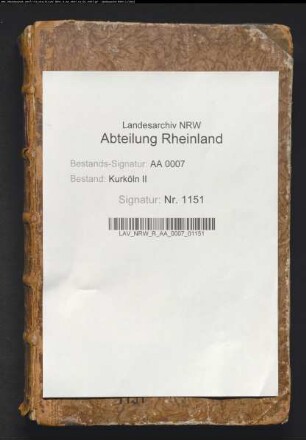 Landesarchiv NRW
Abteilung Rheinland
Bestands-Signatur: AA 0007
Bestand: Kurköln II
Signatur: Nr. 1151
LAV_NRW_R_AA_0007_01151